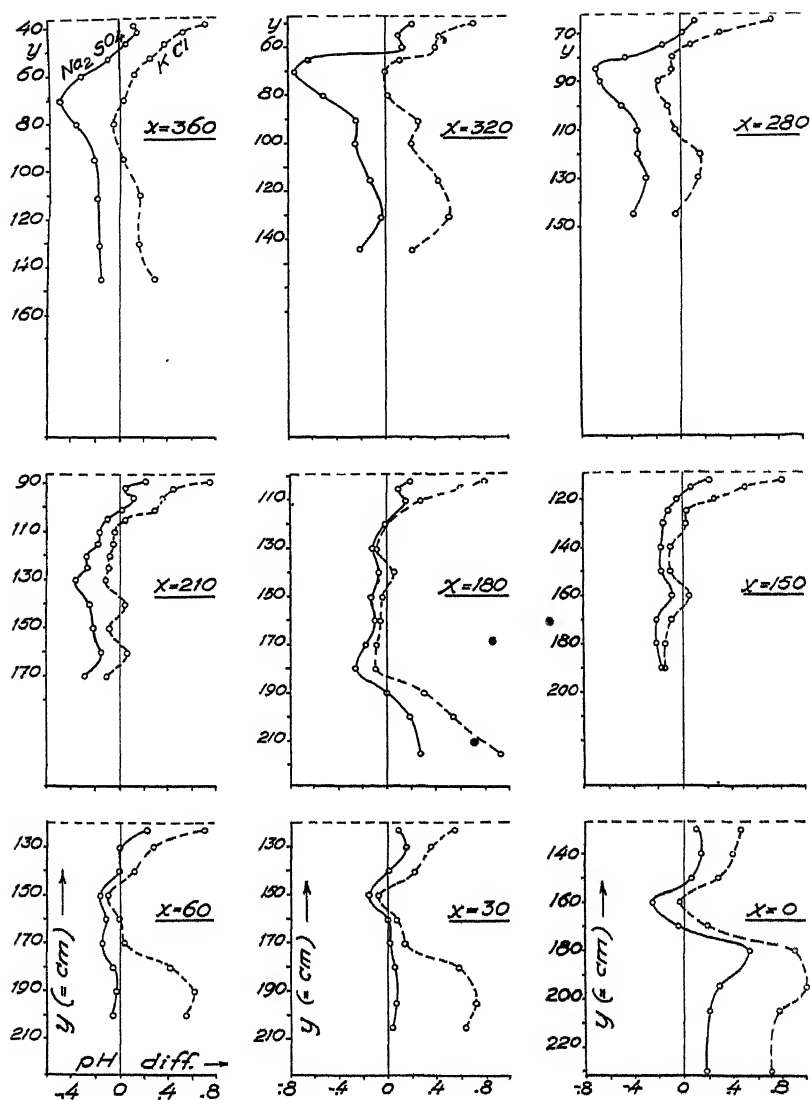 40
y
60
80
100
120
140
160
Na2SO4
KCl
x=360
y
60
80
100
120
140
x=320
70
y
90
110
130
150
x=280
90
110
130
150
170
x=210
110
130
150
170
190
210
x=180
120
140
160
180
200
x=150
130
150
170
190
210
y (= cm) →
x=60
pH diff. →
-.4 0 .4 .8
130
150
170
190
210
y (= cm) →
x=30
-.8 -.4 0 .4 .8
140
160
180
200
220
y (= cm) →
x=0
-.8 -.4 0 .4 .8